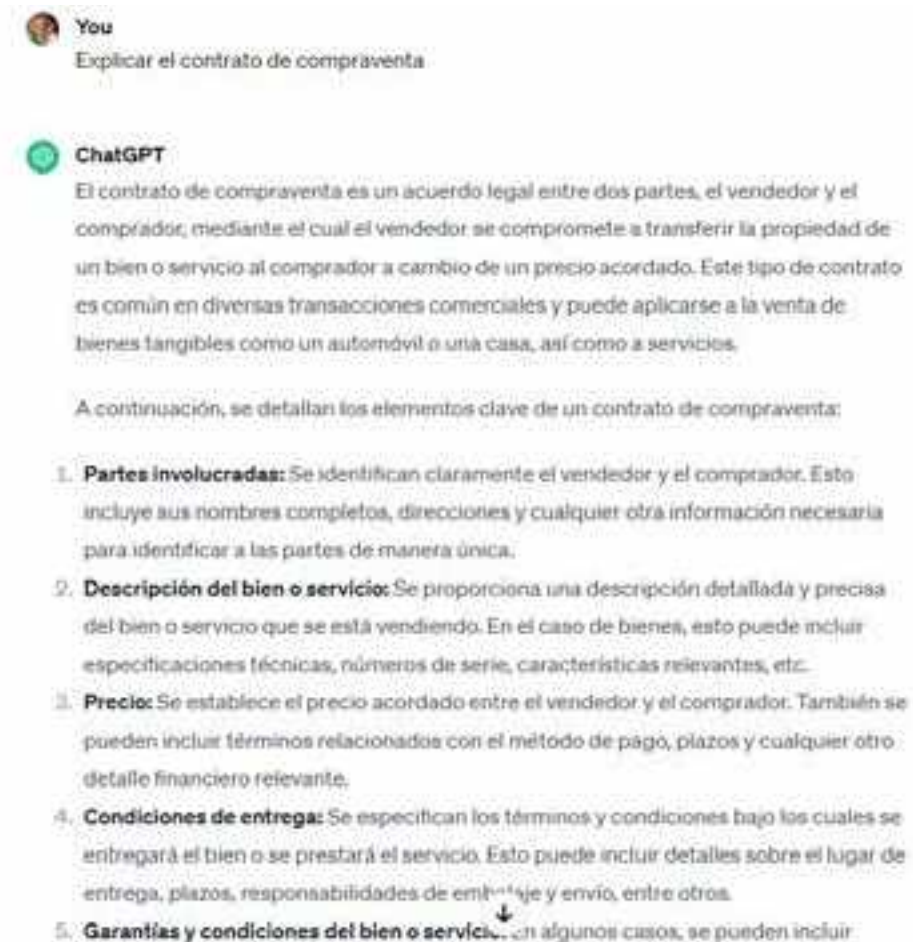 You
Explicar el contrato de compraventa
ChatGPT
El contrato de compraventa es un acuerdo legal entre dos partes, el vendedor y el
comprador, mediante el cual el vendedor se compromete a transferir la propiedad de
un bien o servicio al comprador a cambio de un precio acordado. Este tipo de contrato
es común en diversas transacciones comerciales y puede aplicarse a la venta de
bienes tangibles como un automóvil o una casa, así como a servicios.
A continuación, se detallan los elementos clave de un contrato de compraventa:
1. Partes involucradas: Se identifican claramente el vendedor y el comprador. Esto
incluye sus nombres completos, direcciones y cualquier otra información necesaria
para identificar a las partes de manera única.
2. Descripción del bien o servicio: Se proporciona una descripción detallada y precisa
del bien o servicio que se está vendiendo. En el caso de bienes, esto puede incluir
especificaciones técnicas, números de serie, características relevantes, etc.
3. Precio: Se establece el precio acordado entre el vendedor y el comprador. También se
pueden incluir términos relacionados con el método de pago, plazos y cualquier otro
detalle financiero relevante.
4. Condiciones de entrega: Se especifican los términos y condiciones bajo los cuales se
entregará el bien o se prestará el servicio. Esto puede incluir detalles sobre el lugar de
entrega, plazos, responsabilidades de y envío, entre otros.
5. Garantías y condiciones del bien o algunos casos, se pueden incluir